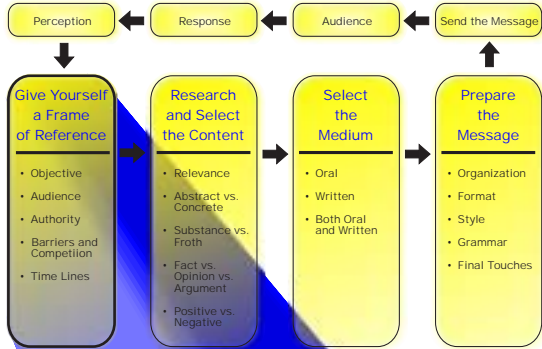 Perception
Response
Audience
Send the Message
Give Yourself
a Frame
of Reference
• Objective
• Audience
• Authority
• Barriers and
Competiion
• Time Lines
Research
and Select
the Content
• Relevance
• Abstract vs.
Concrete
• Substance vs.
Froth
• Fact vs.
Opinion vs.
Argument
• Positive vs.
Negative
Select
the
Medium
• Oral
• Written
• Both Oral
and Written
Prepare
the
Message
• Organization
• Format
• Style
• Grammar
• Final Touches